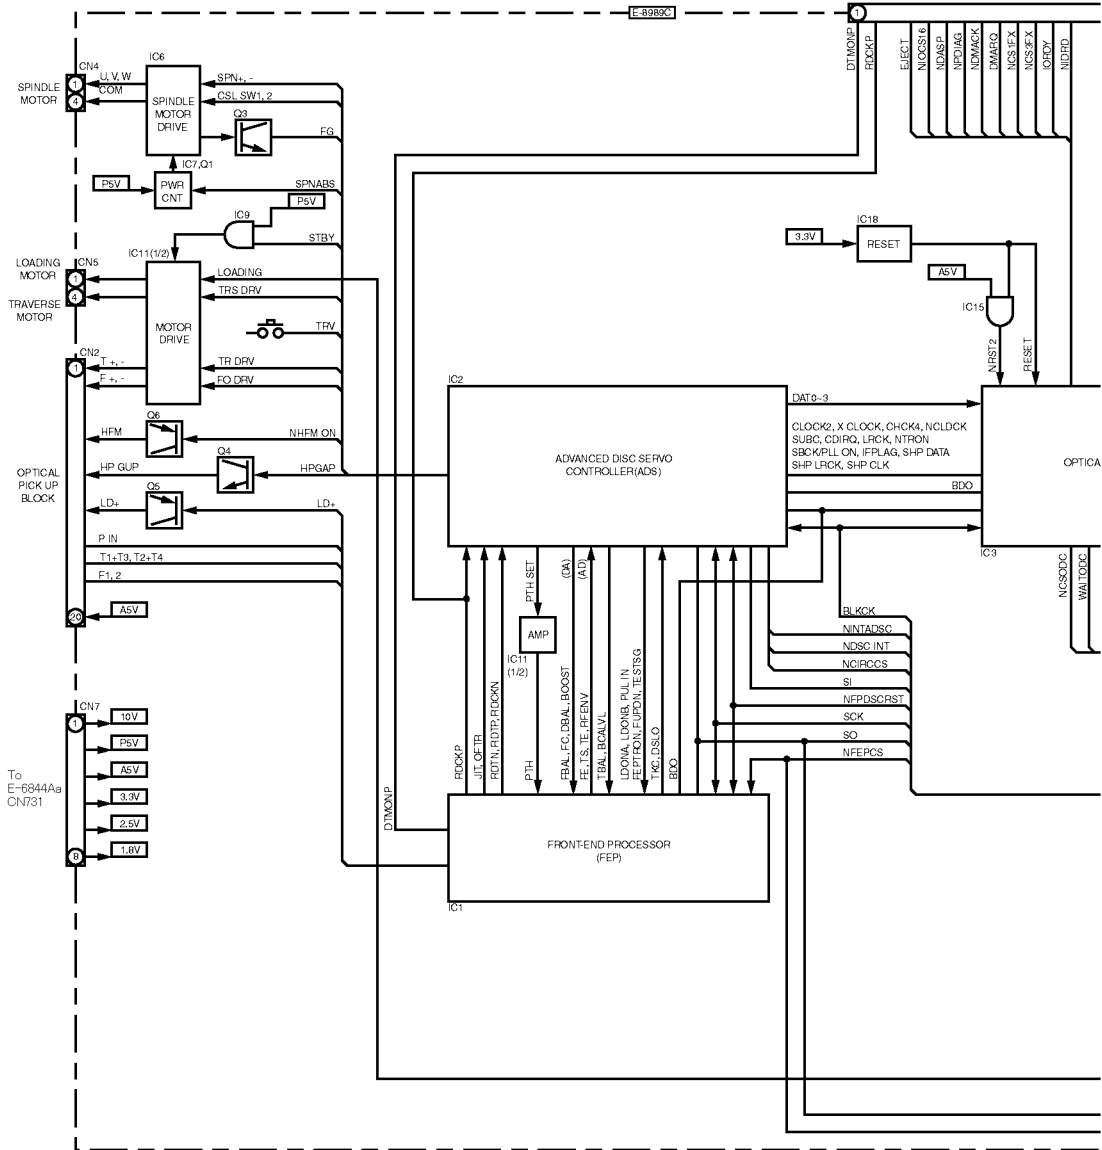 E-8989C
1
DTMONP
RDCKP
EJECT
NIOCS16
NDASP
NPDIAG
NDMACK
DMARQ
NCS1FX
NCS3FX
IORDY
NIDRD
CN4
SPINDLE
MOTOR
1
4
U, V, W
COM
IC6
SPINDLE
MOTOR
DRIVE
SPN+, -
CSL SW1, 2
Q3
FG
IC7,Q1
P5V
PWR
CNT
SPNABS
P5V
IC9
STBY
IC11(1/2)
LOADING
MOTOR
CN5
1
4
TRAVERSE
MOTOR
LOADING
TRS DRV
MOTOR
DRIVE
TRV
CN2
1
T +, -
F +, -
TR DRV
FO DRV
Q6
HFM
NHFM ON
Q4
HP GUP
HPGAP
OPTICAL
PICK UP
BLOCK
Q5
LD+
LD+
P IN
T1+T3, T2+T4
F1, 2
20
A5V
CN7
1
10V
P5V
A5V
3.3V
2.5V
8
1.8V
To
E-6844Aa
CN731
IC18
3.3V
RESET
A5V
IC15
NRST2
RESET
IC2
ADVANCED DISC SERVO
CONTROLLER(ADS)
DAT0~3
CLOCK2, X CLOCK, CHCK4, NCLDCK
SUBC, CDIRQ, LRCK, NTRON
SBCK/PLL ON, IFPLAG, SHP DATA
SHP LRCK, SHP CLK
BDO
OPTICA
IC3
NCSODC
WAITODC
PTH SET
(DA)
(AD)
AMP
IC11
(1/2)
BLKCK
NINTADSC
NDSC INT
NCIRCCS
SI
NFPDSCRST
SCK
SO
NFEPCS
DTMONP
RDCKP
JIT, OFTR
RDTN, RDTP, RDCKN
PTH
FBAL, FC, DBAL, BOOST
FE, TS, TE, RFENV
TBAL, BCALVL
LDONA, LDONB, PUL IN
FEPTRON, FUPDN, TESTSG
TKC, DSLO
BDO
FRONT-END PROCESSOR
(FEP)
IC1